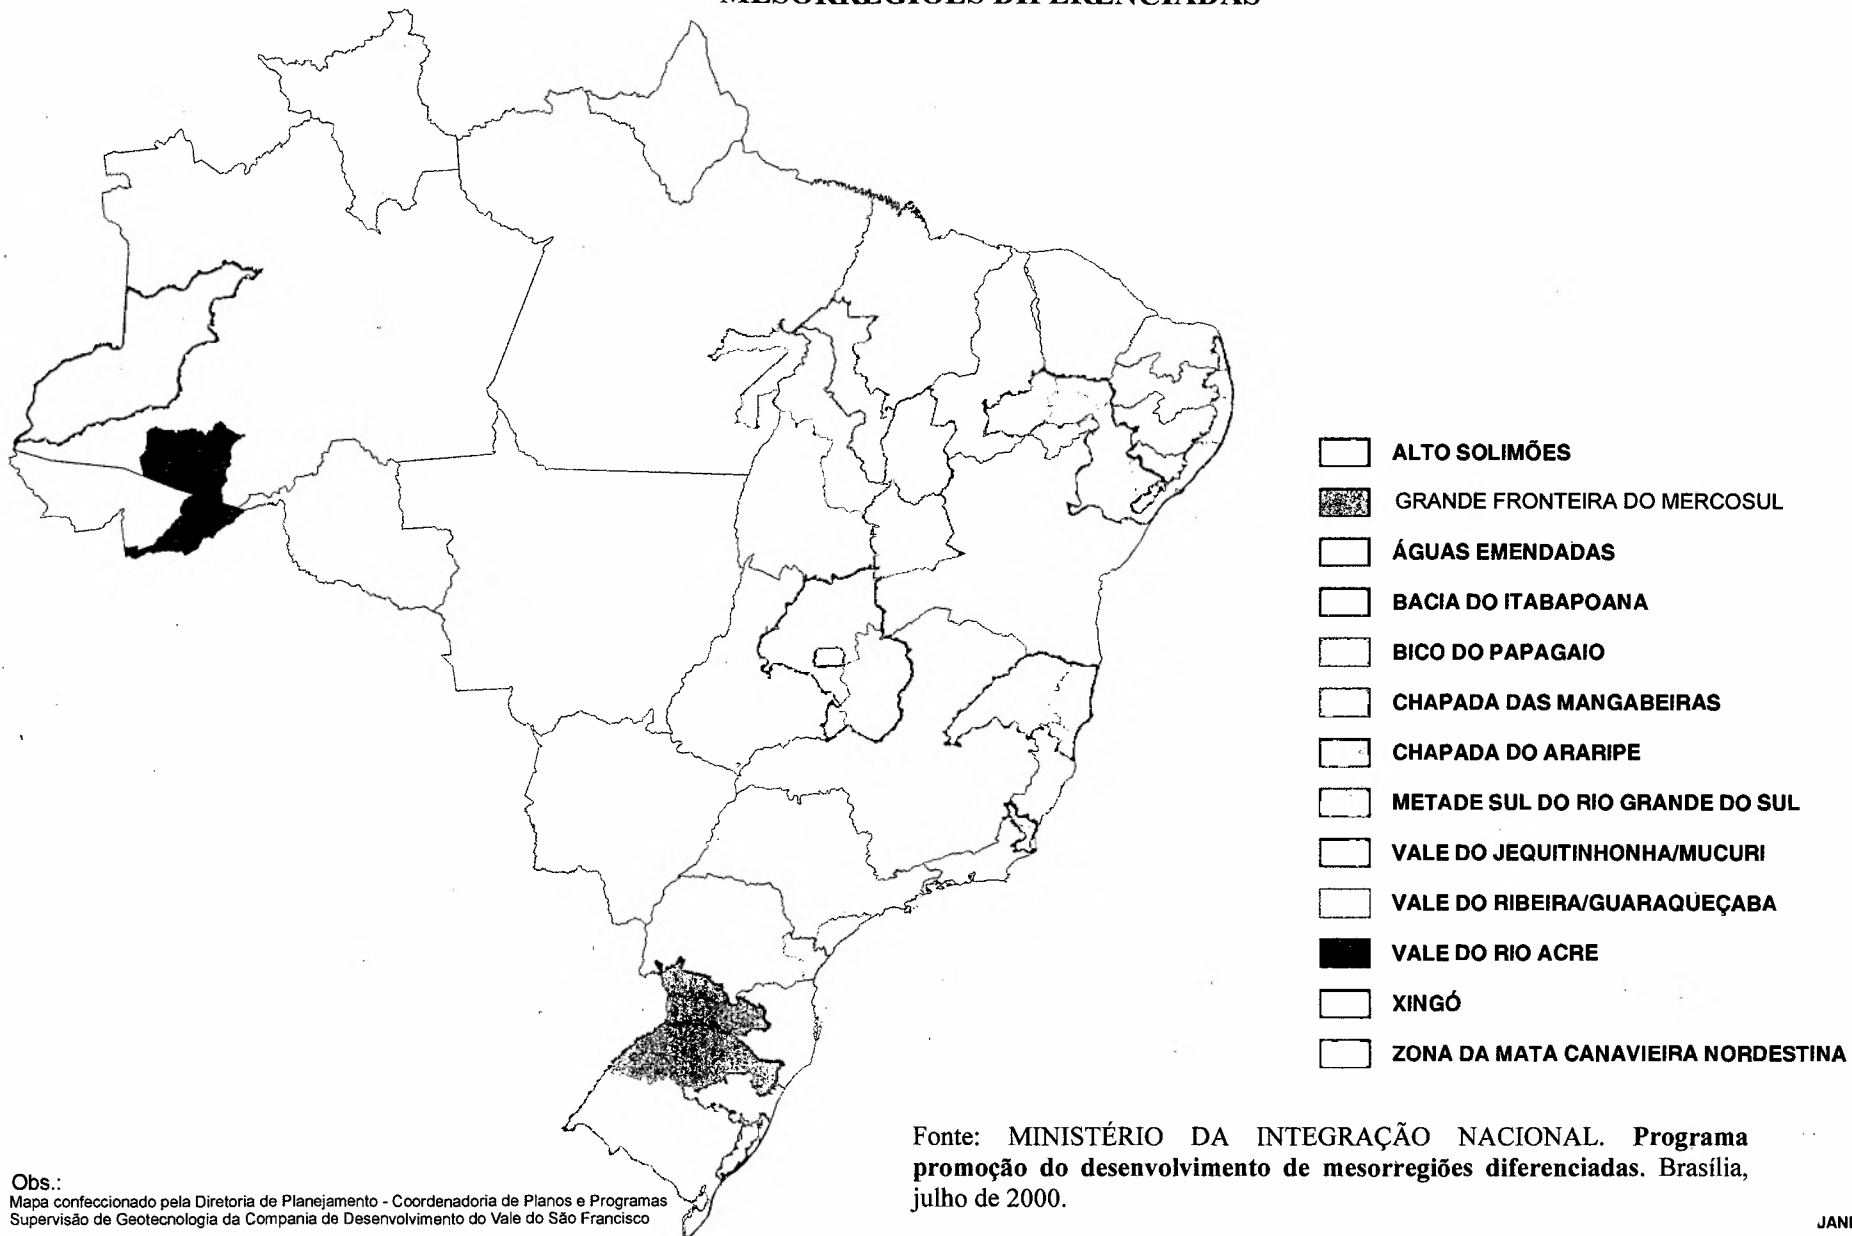 MESORREGIÕES DIFERENCIADAS
ALTO SOLIMÕES
GRANDE FRONTEIRA DO MERCOSUL
ÁGUAS EMENDADAS
BACIA DO ITABAPOANA
BICO DO PAPAGAIO
CHAPADA DAS MANGABEIRAS
CHAPADA DO ARARIPE
METADE SUL DO RIO GRANDE DO SUL
VALE DO JEQUITINHONHA/MUCURI
VALE DO RIBEIRA/GUARAQUEÇABA
VALE DO RIO ACRE
XINGÓ
ZONA DA MATA CANAVIEIRA NORDESTINA
Fonte: MINISTÉRIO DA INTEGRAÇÃO NACIONAL. Programa
promoção do desenvolvimento de mesorregiões diferenciadas. Brasília,
julho de 2000.
Obs.:
Mapa confeccionado pela Diretoria de Planejamento - Coordenadoria de Planos e Programas
Supervisão de Geotecnologia da Compania de Desenvolvimento do Vale do São Francisco